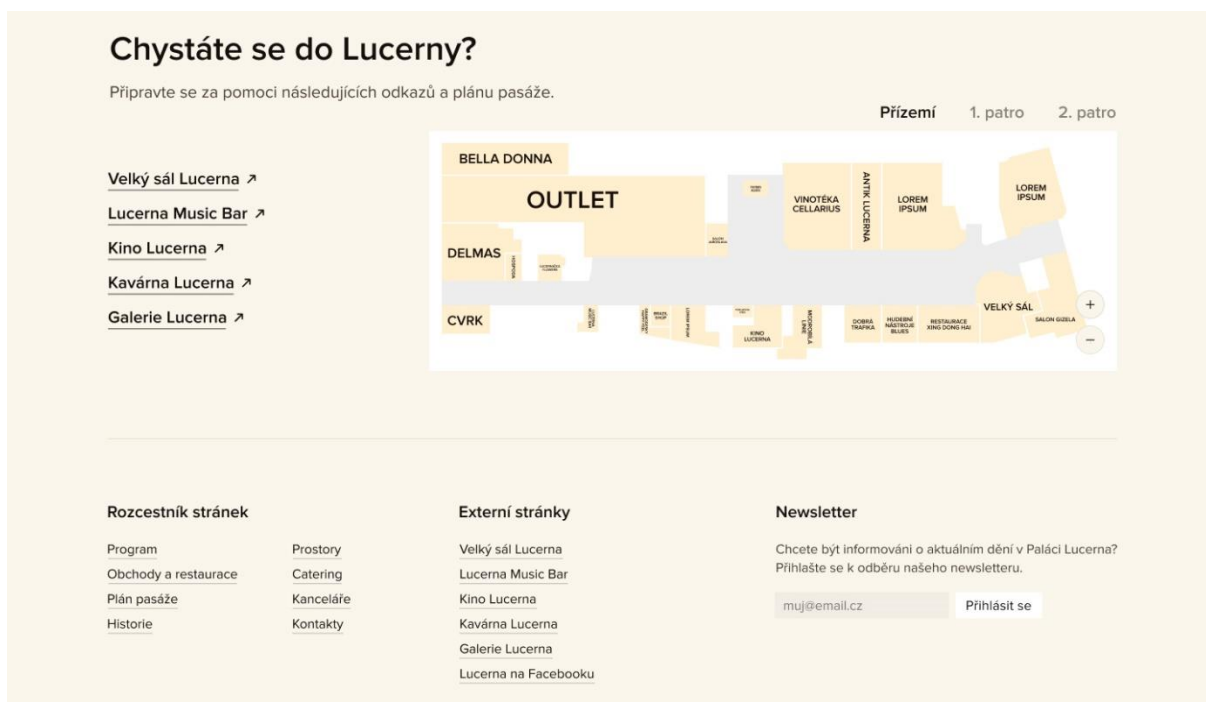 Chystáte se do Lucerny?
Připravte se za pomoci následujících odkazů a plánu pasáže.
Přízemí 1. patro 2. patro
Velký sál Lucerna ↗
Lucerna Music Bar ↗
Kino Lucerna ↗
Kavárna Lucerna ↗
Galerie Lucerna ↗
BELLA DONNA
OUTLET
DELMAS
CVRK
VINOTÉKA
CELLARIUS
ANTIK LUCERNA
LOREM
IPSUM
LOREM
IPSUM
KINO
LUCERNA
DOBRÁ
TRAFIKA
HUDEBNÍ
NÁSTROJE
BLUES
RESTAURACE
XING DONG HAI
VELKÝ SÁL
SALON GIZELA
+
−
Rozcestník stránek
Program
Obchody a restaurace
Plán pasáže
Historie
Prostory
Catering
Kanceláře
Kontakty
Externí stránky
Velký sál Lucerna
Lucerna Music Bar
Kino Lucerna
Kavárna Lucerna
Galerie Lucerna
Lucerna na Facebooku
Newsletter
Chcete být informováni o aktuálním dění v Paláci Lucerna?
Přihlašte se k odběru našeho newsletteru.
muj@email.cz
Přihlásit se